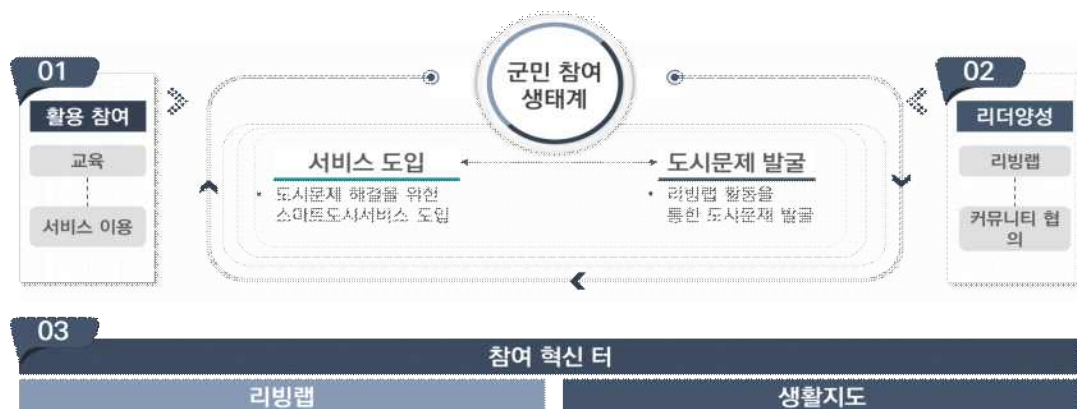 군민 참여
생태계
01
활용 참여
교육
서비스 이용
서비스 도입
• 도시문제 해결을 위한
스마트도시서비스 도입
도시문제 발굴
• 리빙랩 활동을
통한 도시문제 발굴
02
리더양성
리빙랩
커뮤니티 협
의
03
참여 혁신 터
리빙랩
생활지도